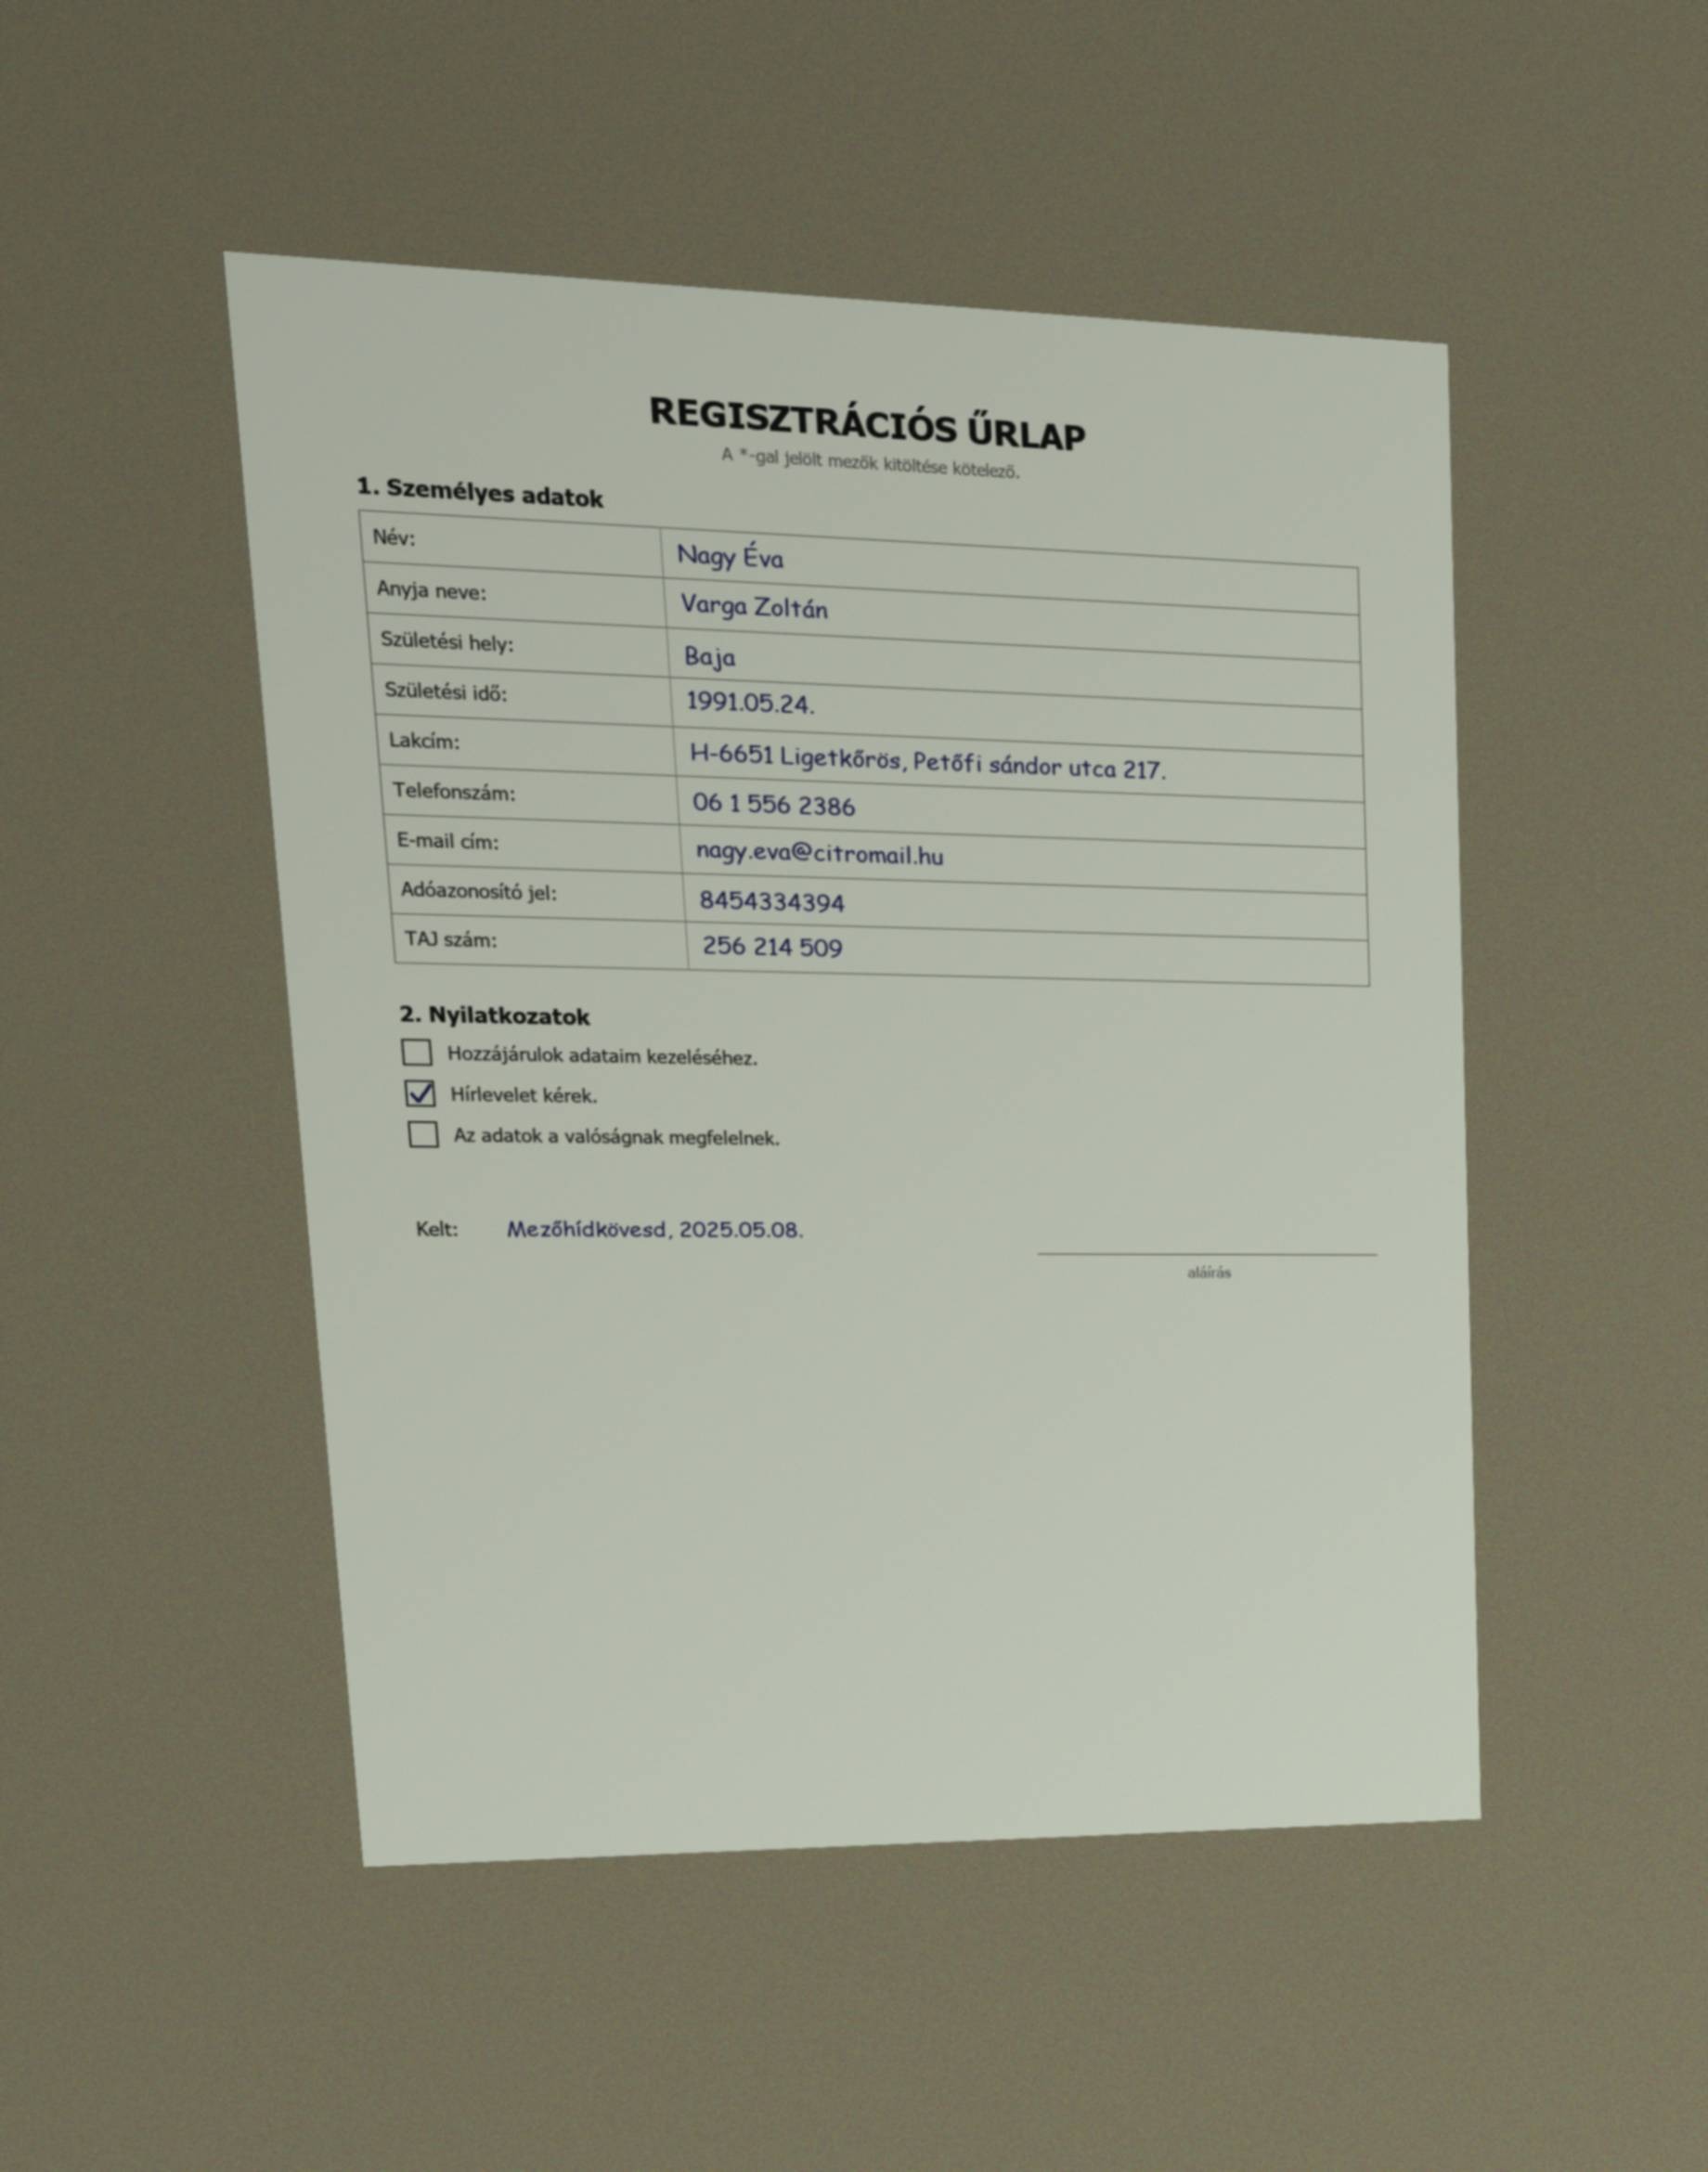 REGISZTRÁCIÓS ŰRLAP
A *-gal jelölt mezők kitöltése kötelező.
1. Személyes adatok
Név: Nagy Éva
Anyja neve: Varga Zoltán
Születési hely: Baja
Születési idő: 1991.05.24.
Lakcím: H-6651 Ligetkőrös, Petőfi sándor utca 217.
Telefonszám: 06 1 556 2386
E-mail cím: nagy.eva@citromail.hu
Adóazonosító jel: 8454334394
TAJ szám: 256 214 509
2. Nyilatkozatok
Hozzájárulok adataim kezeléséhez.
Hírlevelet kérek.
Az adatok a valóságnak megfelelnek.
Kelt: Mezőhídkövesd, 2025.05.08.
aláírás